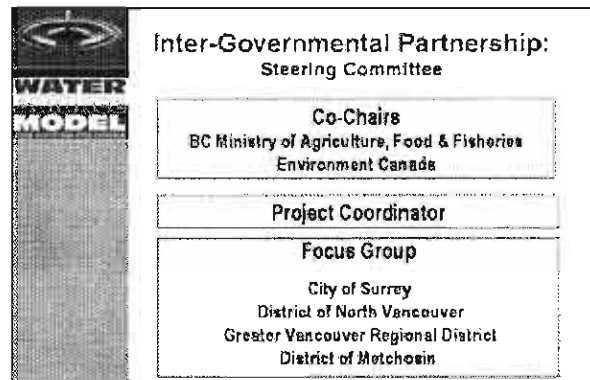 WATER
MODEL
Inter-Governmental Partnership:
Steering Committee
Co-Chairs
BC Ministry of Agriculture, Food & Fisheries
Environment Canada
Project Coordinator
Focus Group
City of Surrey
District of North Vancouver
Greater Vancouver Regional District
District of Metchosin